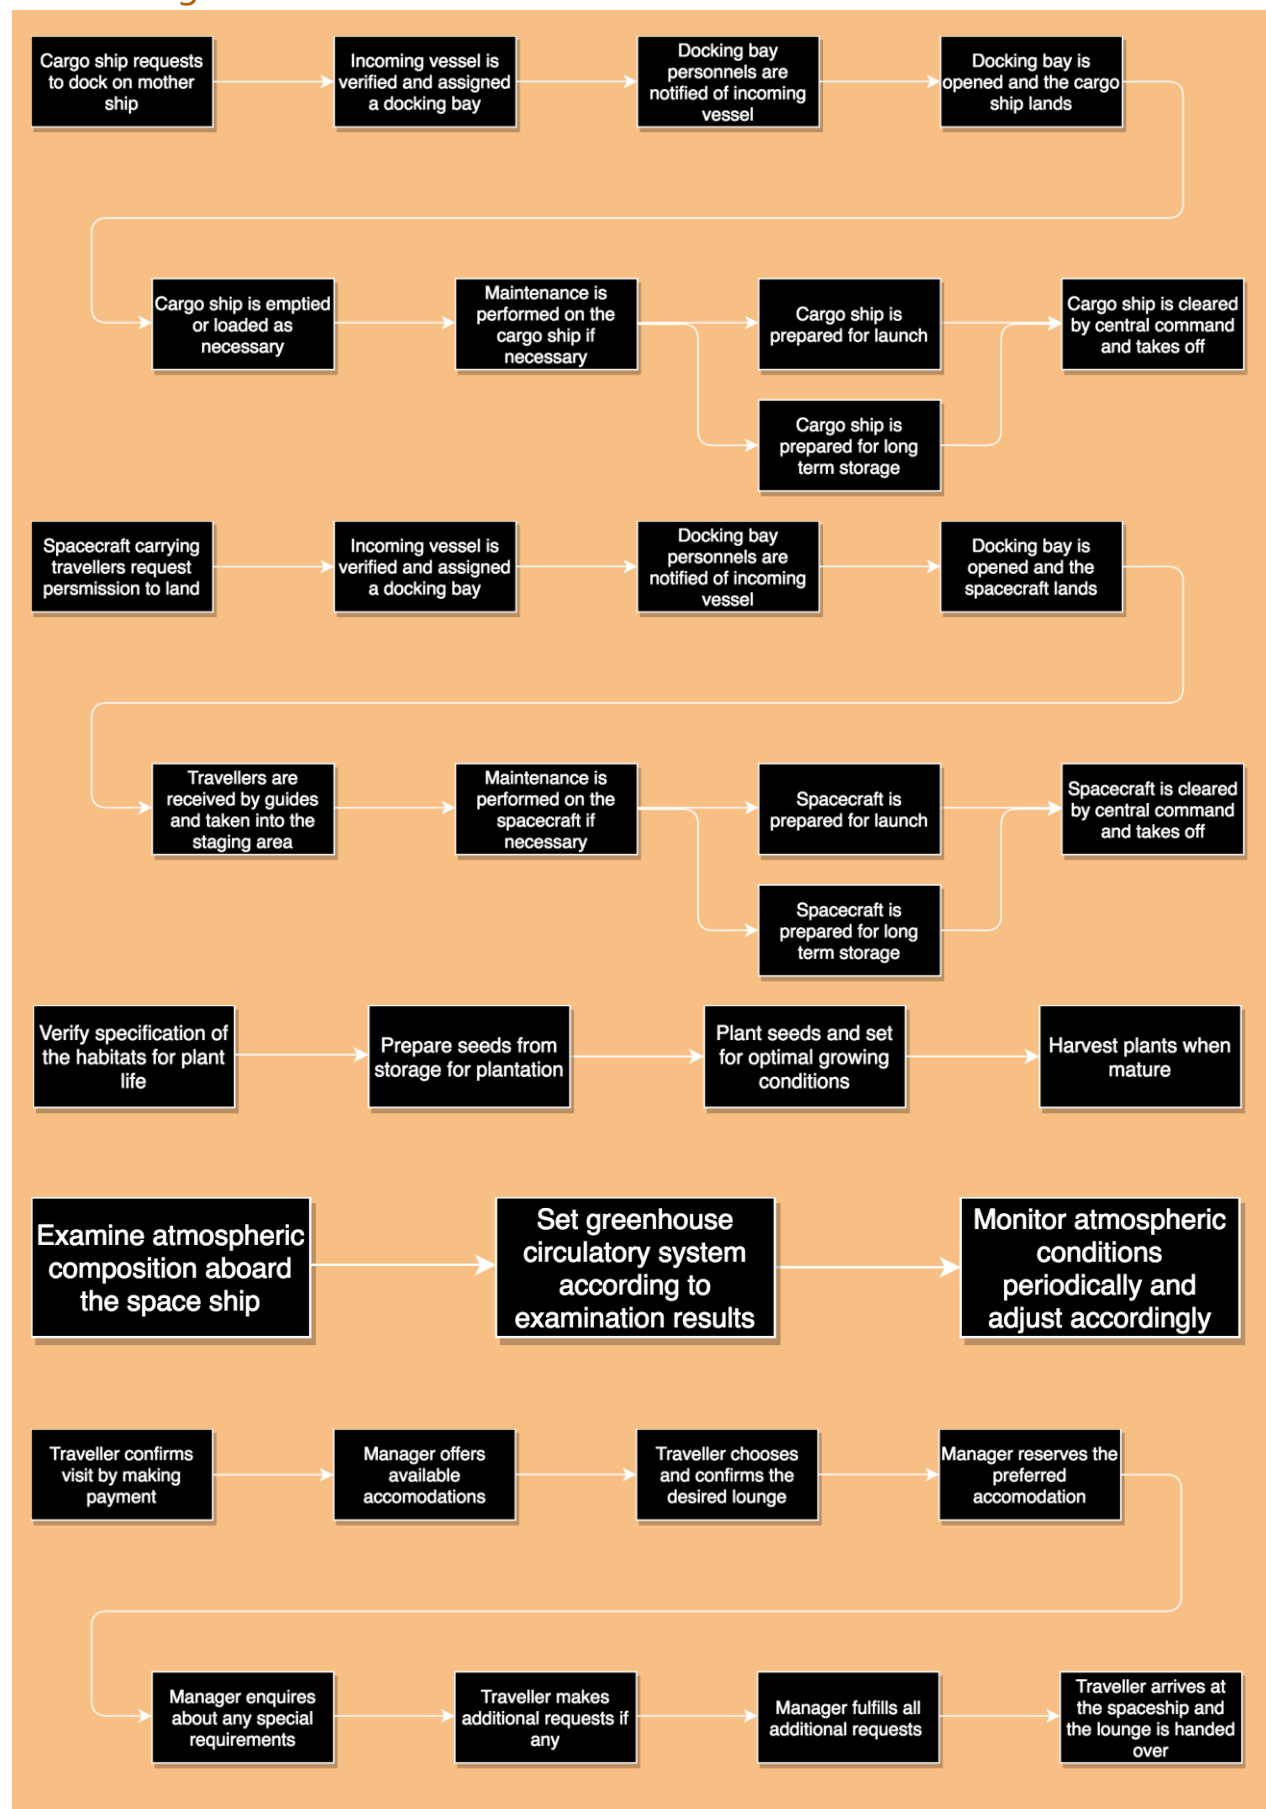 Cargo ship requests
to dock on mother
ship
Incoming vessel is
verified and assigned
a docking bay
Docking bay
personnels are
notified of incoming
vessel
Docking bay is
opened and the cargo
ship lands
Cargo ship is emptied
or loaded as
necessary
Maintenance is
performed on the
cargo ship if
necessary
Cargo ship is
prepared for launch
Cargo ship is cleared
by central command
and takes off
Cargo ship is
prepared for long
term storage
Spacecraft carrying
travellers request
persmission to land
Incoming vessel is
verified and assigned
a docking bay
Docking bay
personnels are
notified of incoming
vessel
Docking bay is
opened and the
spacecraft lands
Travellers are
received by guides
and taken into the
staging area
Maintenance is
performed on the
spacecraft if
necessary
Spacecraft is
prepared for launch
Spacecraft is cleared
by central command
and takes off
Spacecraft is
prepared for long
term storage
Verify specification of
the habitats for plant
life
Prepare seeds from
storage for plantation
Plant seeds and set
for optimal growing
conditions
Harvest plants when
mature
Examine atmospheric
composition aboard
the space ship
Set greenhouse
circulatory system
according to
examination results
Monitor atmospheric
conditions
periodically and
adjust accordingly
Traveller confirms
visit by making
payment
Manager offers
available
accomodations
Traveller chooses
and confirms the
desired lounge
Manager reserves the
preferred
accomodation
Manager enquires
about any special
requirements
Traveller makes
additional requests if
any
Manager fulfills all
additional requests
Traveller arrives at
the spaceship and
the lounge is handed
over